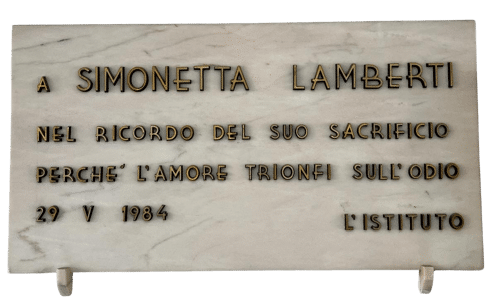 A SIMONETTA LAMBERTI
NEL RICORDO DEL SUO SACRIFICIO
PERCHE´ L'AMORE TRIONFI SULL'ODIO
29 V 1984 L'ISTITUTO